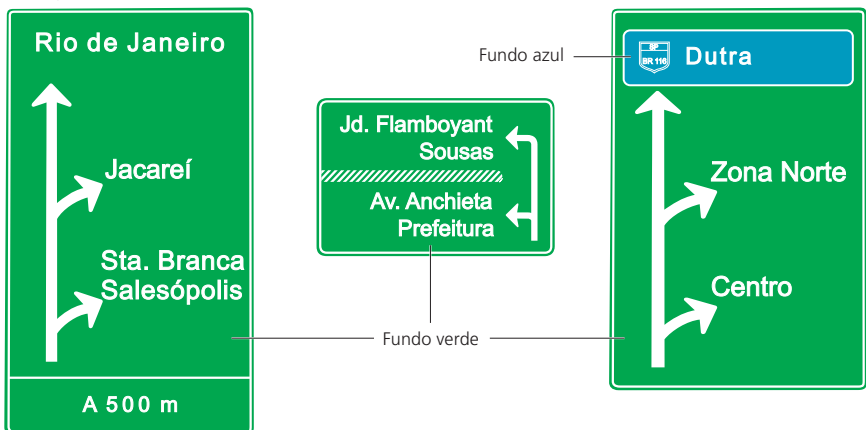 Rio de Janeiro
Jacareí
Sta. Branca
Salesópolis
A 500 m
Jd. Flamboyant
Sousas
Av. Anchieta
Prefeitura
Fundo azul
SP
BR 116
Dutra
Zona Norte
Centro
Fundo verde